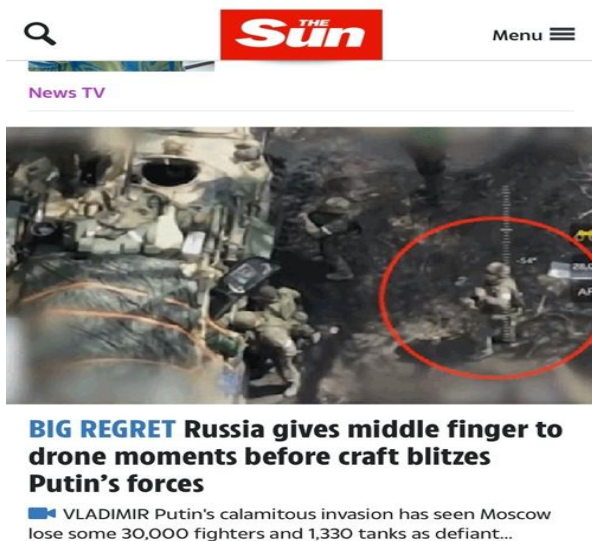 THE
Sun
Menu
News TV
-54°
BIG REGRET Russia gives middle finger to
drone moments before craft blitzes
Putin's forces
VLADIMIR Putin's calamitous invasion has seen Moscow
lose some 30,000 fighters and 1,330 tanks as defiant...